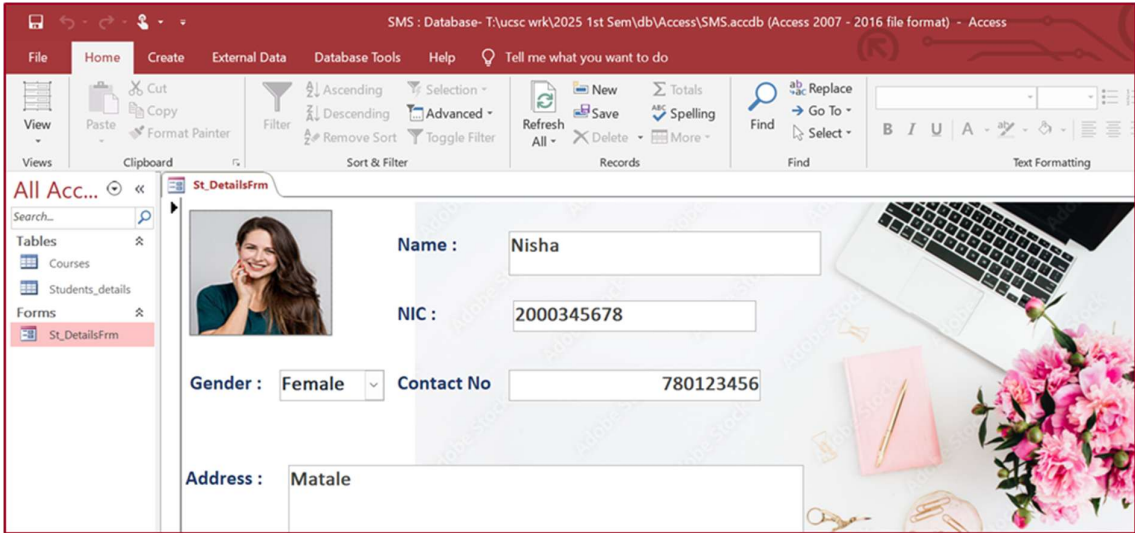 SMS : Database- T:\ucsc wrk\2025 1st Sem\db\Access\SMS.accdb (Access 2007 - 2016 file format) - Access
File Home Create External Data Database Tools Help Tell me what you want to do
View
Paste
Cut
Copy
Format Painter
Filter
Ascending
Descending
Remove Sort
Selection
Advanced
Toggle Filter
Refresh
All
New
Save
Delete
Totals
Spelling
More
Find
Replace
Go To
Select
B I U A
Views Clipboard Sort & Filter Records Find Text Formatting
All Acc...
Search...
Tables
Courses
Students_details
Forms
St_DetailsFrm
St_DetailsFrm
Name : Nisha
NIC : 2000345678
Gender : Female Contact No 780123456
Address : Matale